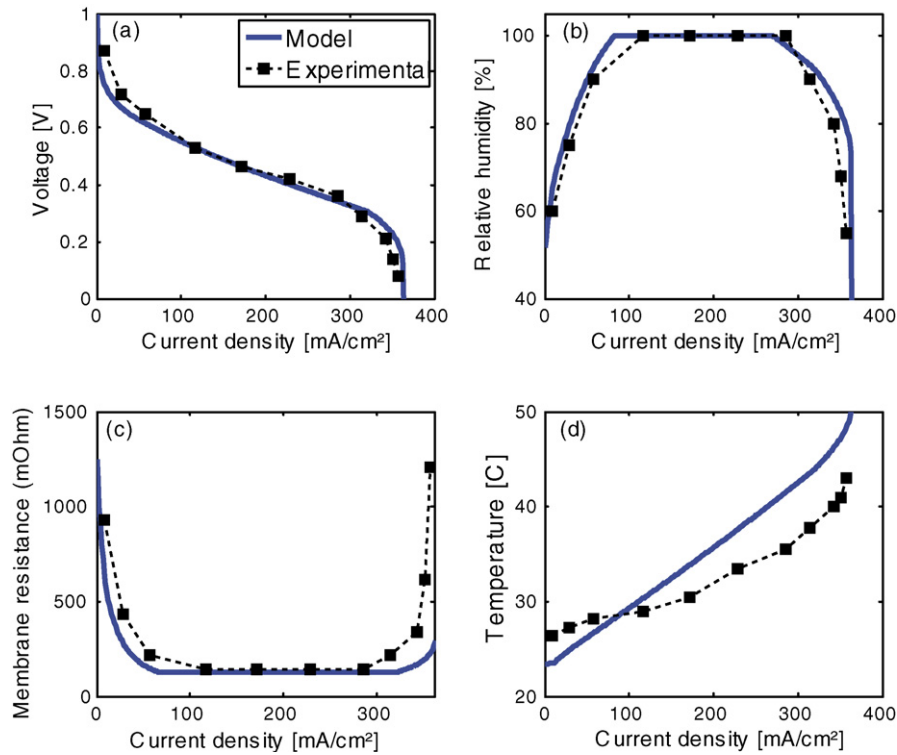 (a)
Model
Experimental
1
0.8
0.6
0.4
0.2
0
0 100 200 300 400
Voltage [V]
Current density [mA/cm²]
(b)
100
80
60
40
0 100 200 300 400
Relative humidity [%]
Current density [mA/cm²]
(c)
1500
1000
500
0
0 100 200 300
Membrane resistance (mOhm)
Current density [mA/cm²]
(d)
50
40
30
20
0 100 200 300 400
Temperature [C]
Current density [mA/cm²]